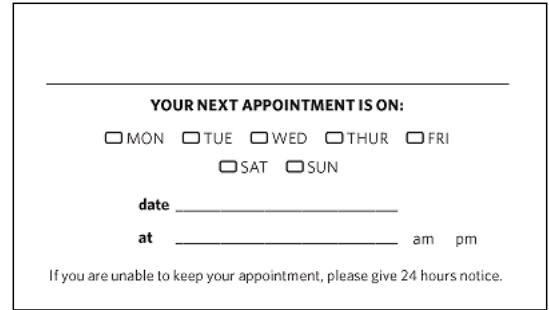 YOUR NEXT APPOINTMENT IS ON:
MON TUE WED THUR FRI
SAT SUN
date
at am pm
If you are unable to keep your appointment, please give 24 hours notice.